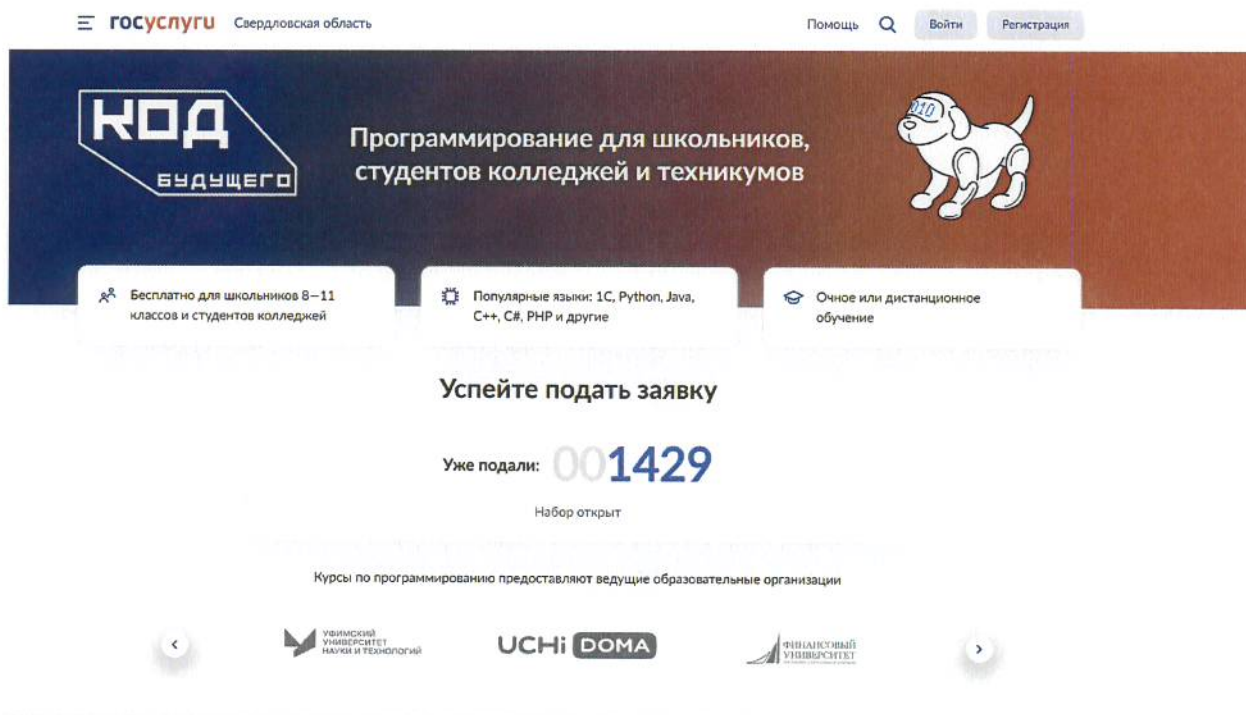 госуслуги Свердловская область Помощь Войти Регистрация
КОД
БУДУЩЕГО
Программирование для школьников,
студентов колледжей и техникумов
010
Бесплатно для школьников 8—11
классов и студентов колледжей
Популярные языки: 1С, Python, Java,
C++, C#, PHP и другие
Очное или дистанционное
обучение
Успейте подать заявку
Уже подали: 001429
Набор открыт
Курсы по программированию предоставляют ведущие образовательные организации
УФИМСКИЙ
УНИВЕРСИТЕТ
НАУКИ И ТЕХНОЛОГИЙ
UCHi DOMA
ФИНАНСОВЫЙ
УНИВЕРСИТЕТ